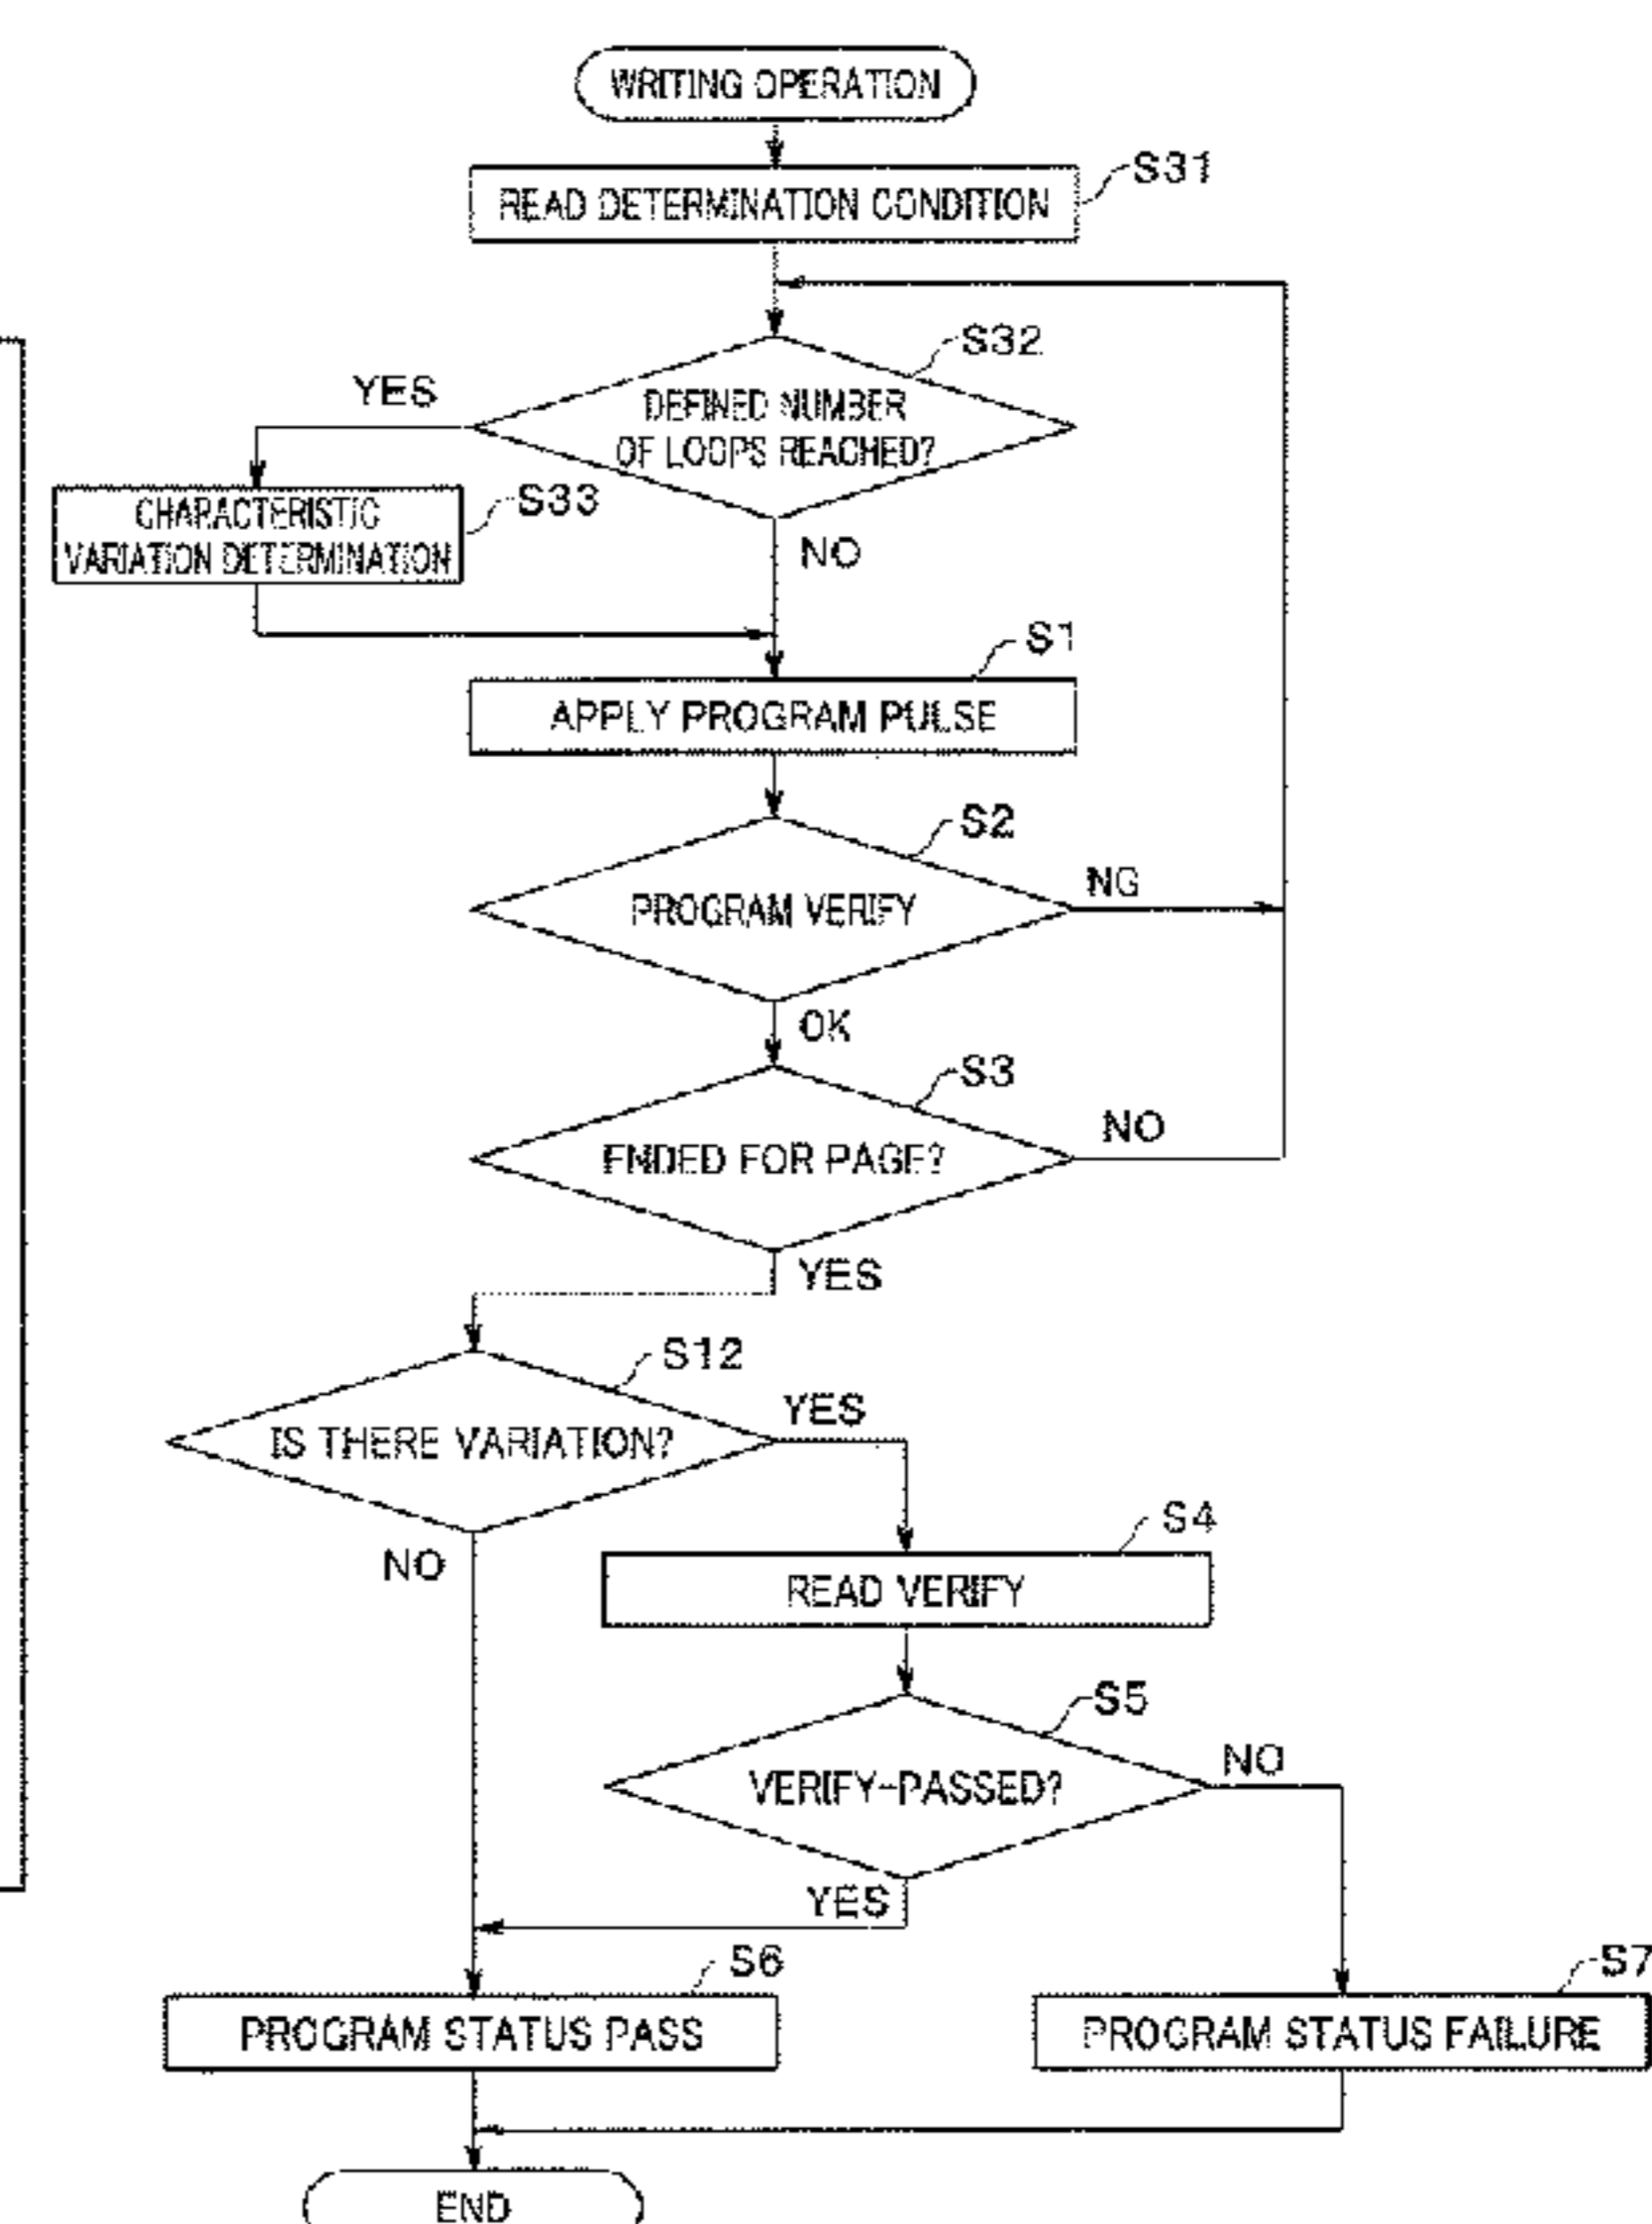 WRITING OPERATION
S31
READ DETERMINATION CONDITION
S32
YES
DEFINED NUMBER
OF LOOPS REACHED?
S33
CHARACTERISTIC
VARIATION DETERMINATION
NO
S1
APPLY PROGRAM PULSE
S2
NG
PROGRAM VERIFY
OK
S3
NO
ENDED FOR PAGE?
YES
S12
YES
IS THERE VARIATION?
S4
NO
READ VERIFY
S5
NO
VERIFY-PASSED?
YES
S6
S7
PROGRAM STATUS PASS
PROGRAM STATUS FAILURE
END